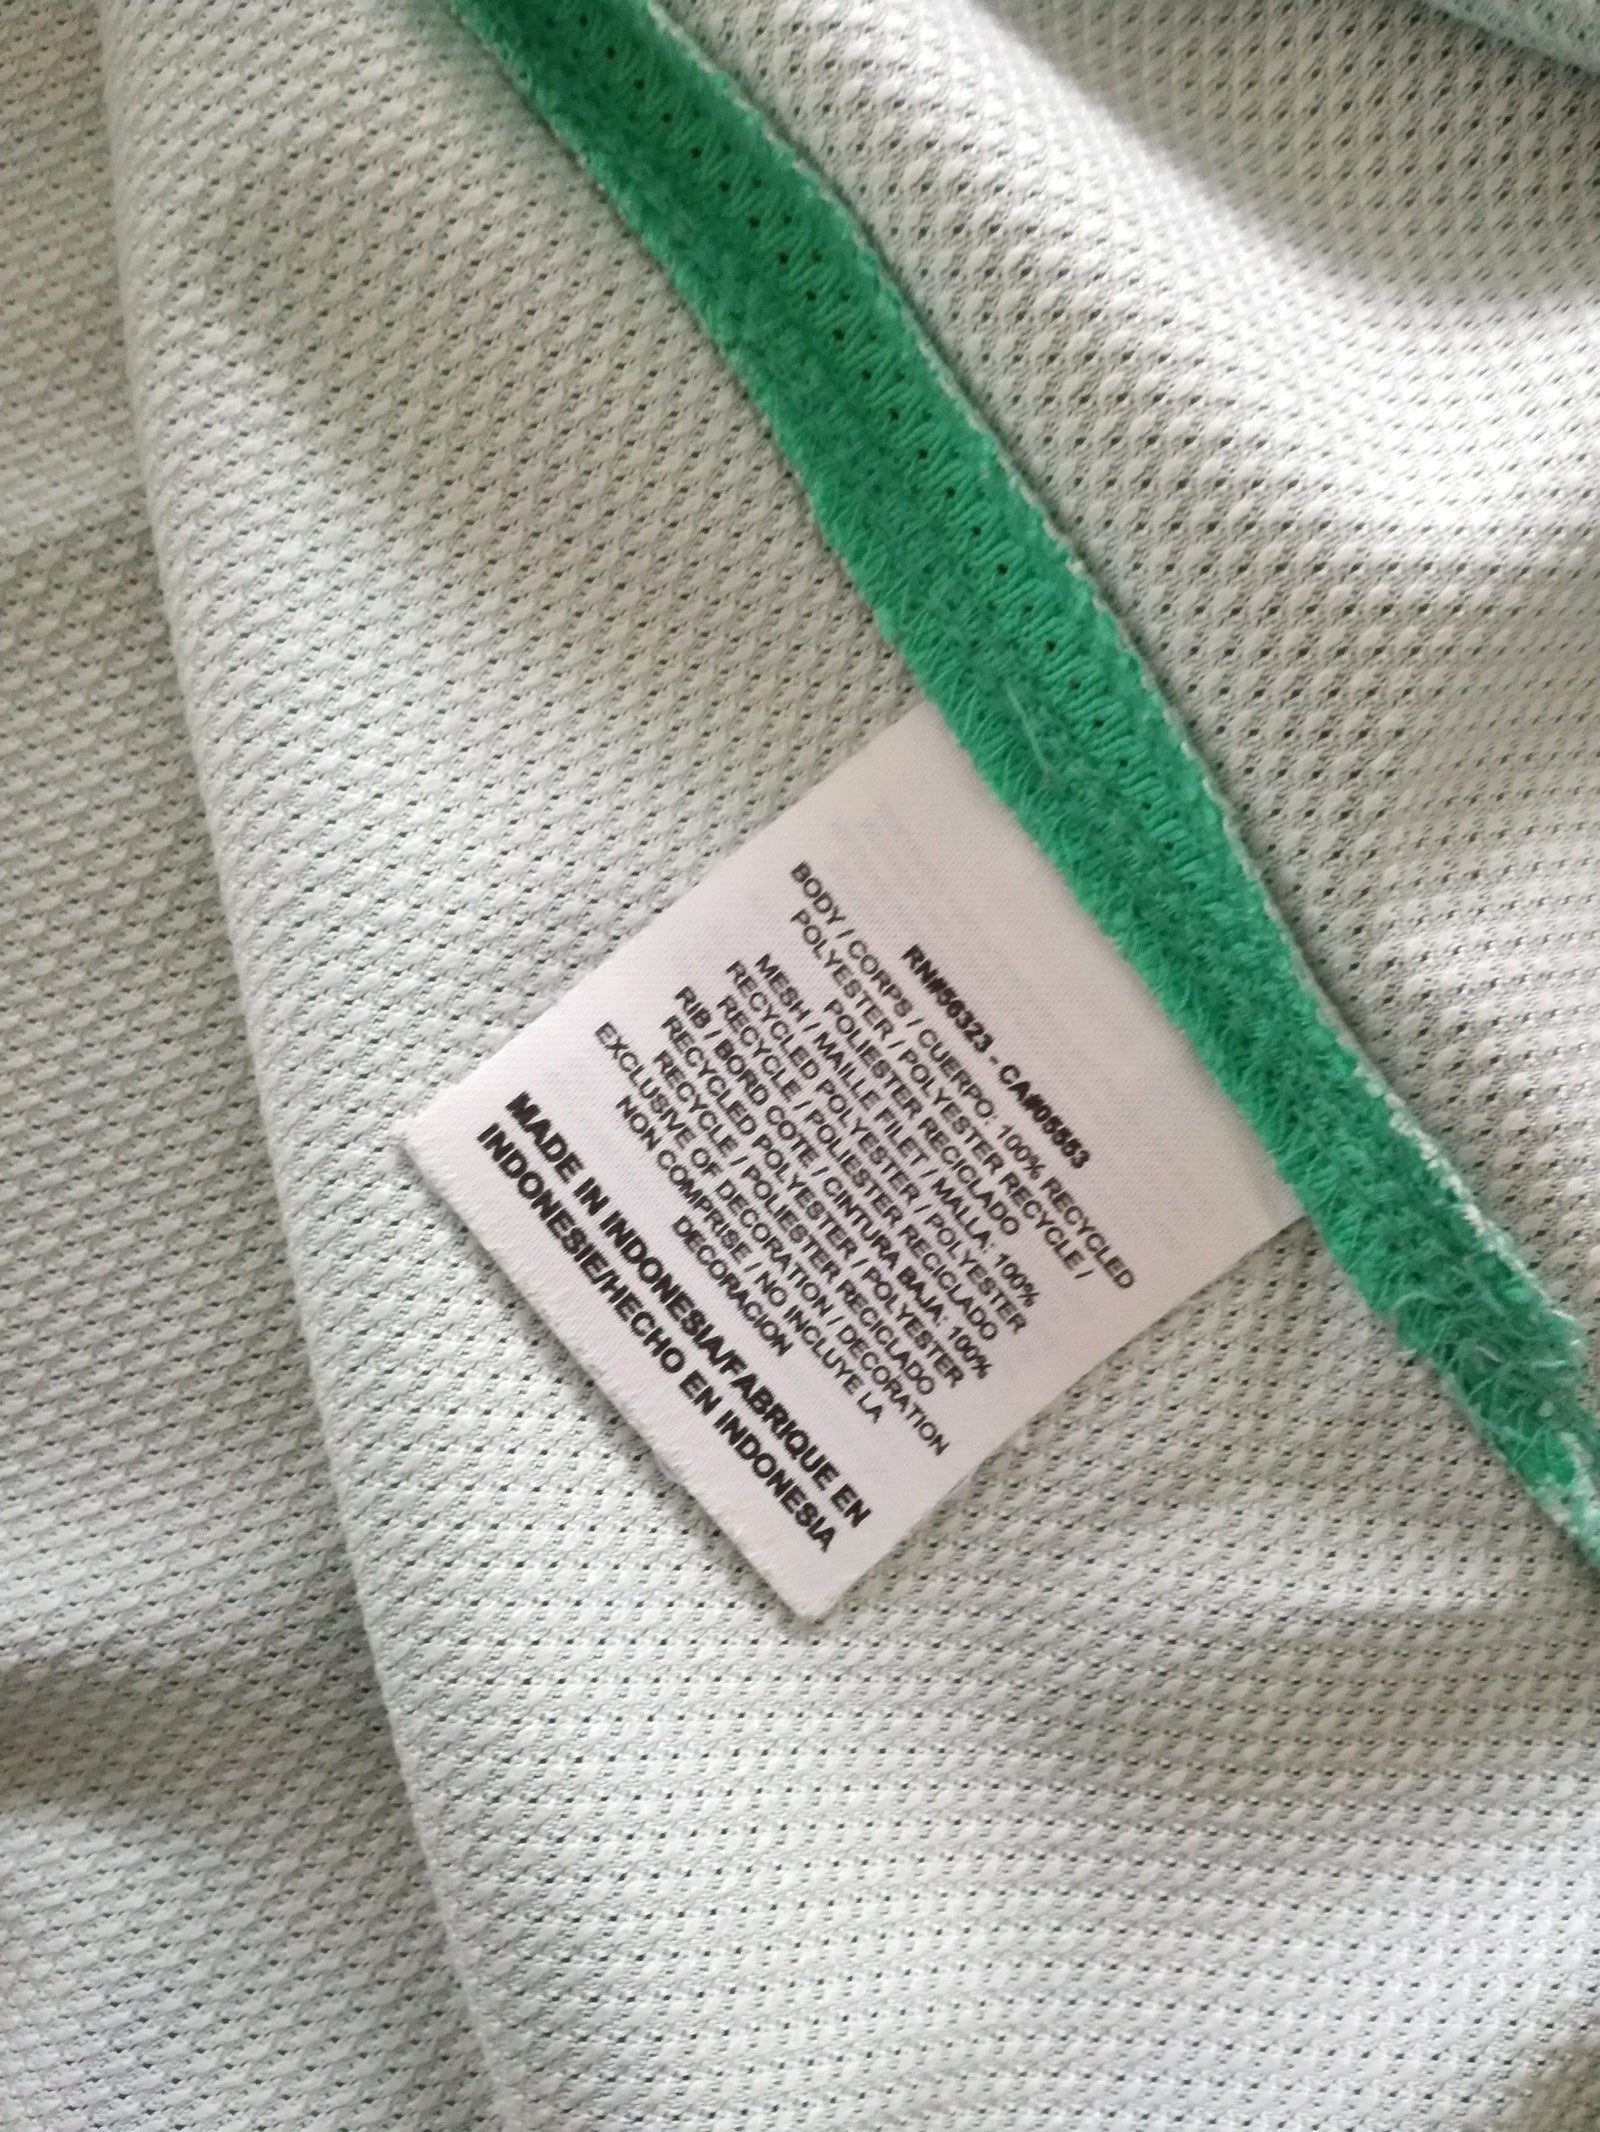 RN#56323 - CA#05553
BODY / CORPS / CUERPO: 100% RECYCLED
POLYESTER / POLYESTER RECYCLE /
POLIESTER RECICLADO
MESH / MAILLE FILET / MALLA: 100%
RECYCLED POLYESTER / POLYESTER
RECYCLE / POLIESTER RECICLADO
RIB / BORD COTE / CINTURA BAJA: 100%
RECYCLED POLYESTER / POLYESTER
RECYCLE / POLIESTER RECICLADO
EXCLUSIVE OF DECORATION / DECORATION
NON COMPRISE / NO INCLUYE LA
DECORACION
MADE IN INDONESIA/FABRIQUE EN
INDONESIE/HECHO EN INDONESIA